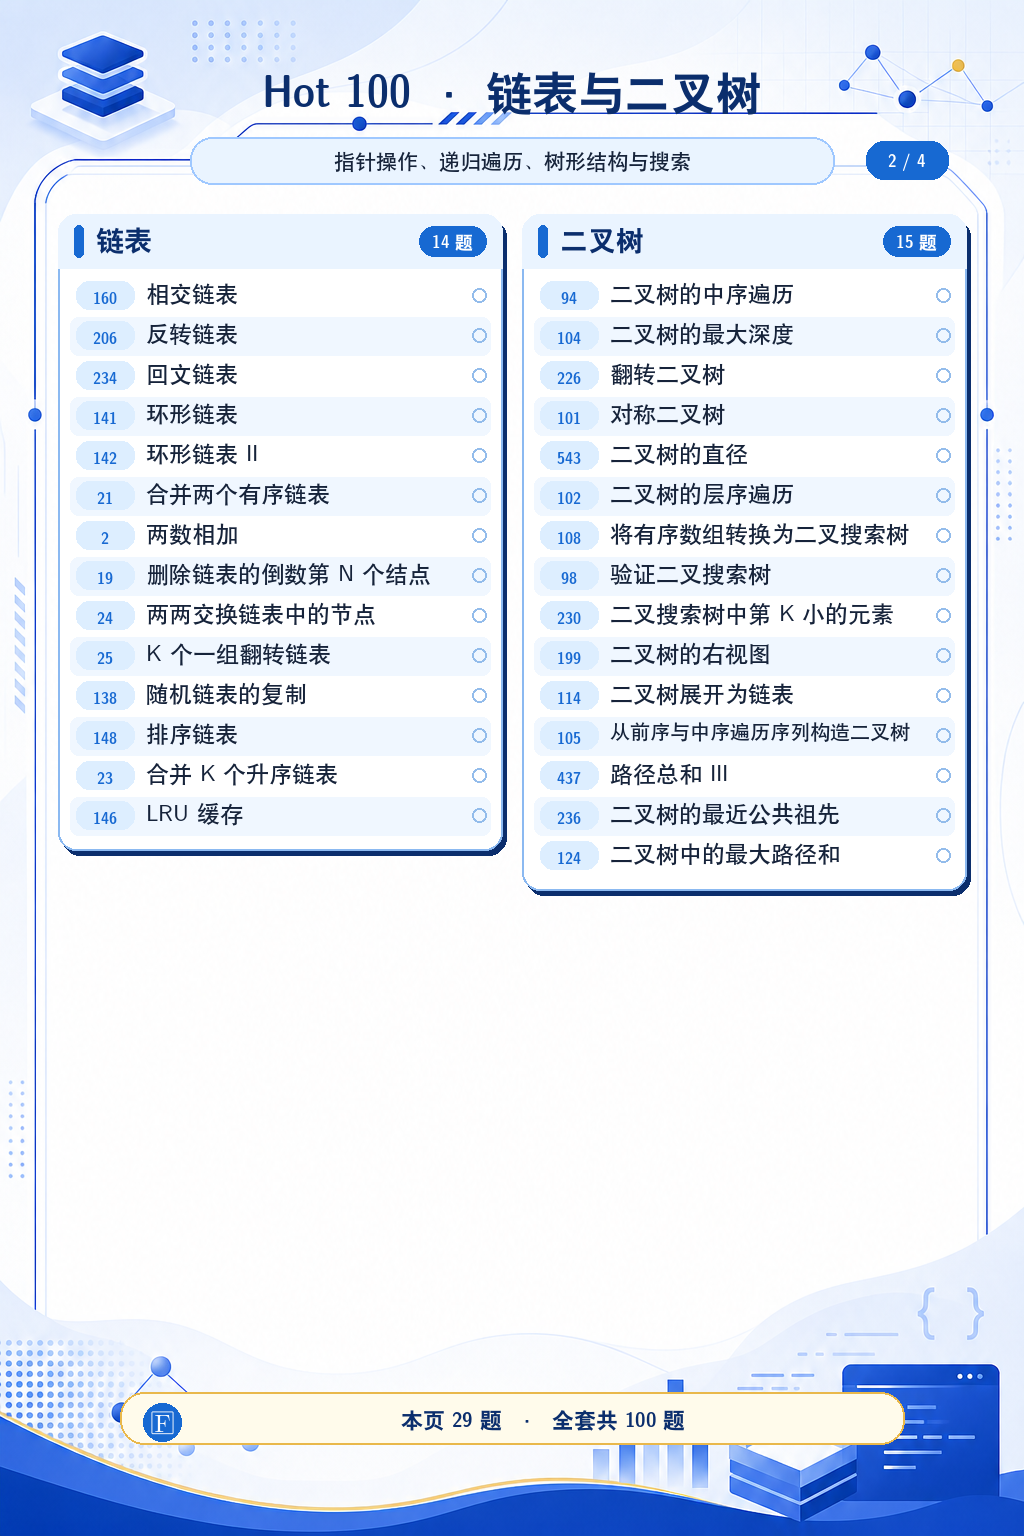 Hot 100 · 链表与二叉树
指针操作、递归遍历、树形结构与搜索
2 / 4
链表
14 题
160 相交链表
206 反转链表
234 回文链表
141 环形链表
142 环形链表 II
21 合并两个有序链表
2 两数相加
19 删除链表的倒数第 N 个结点
24 两两交换链表中的节点
25 K 个一组翻转链表
138 随机链表的复制
148 排序链表
23 合并 K 个升序链表
146 LRU 缓存
二叉树
15 题
94 二叉树的中序遍历
104 二叉树的最大深度
226 翻转二叉树
101 对称二叉树
543 二叉树的直径
102 二叉树的层序遍历
108 将有序数组转换为二叉搜索树
98 验证二叉搜索树
230 二叉搜索树中第 K 小的元素
199 二叉树的右视图
114 二叉树展开为链表
105 从前序与中序遍历序列构造二叉树
437 路径总和 III
236 二叉树的最近公共祖先
124 二叉树中的最大路径和
{ }
F
本页 29 题 · 全套共 100 题